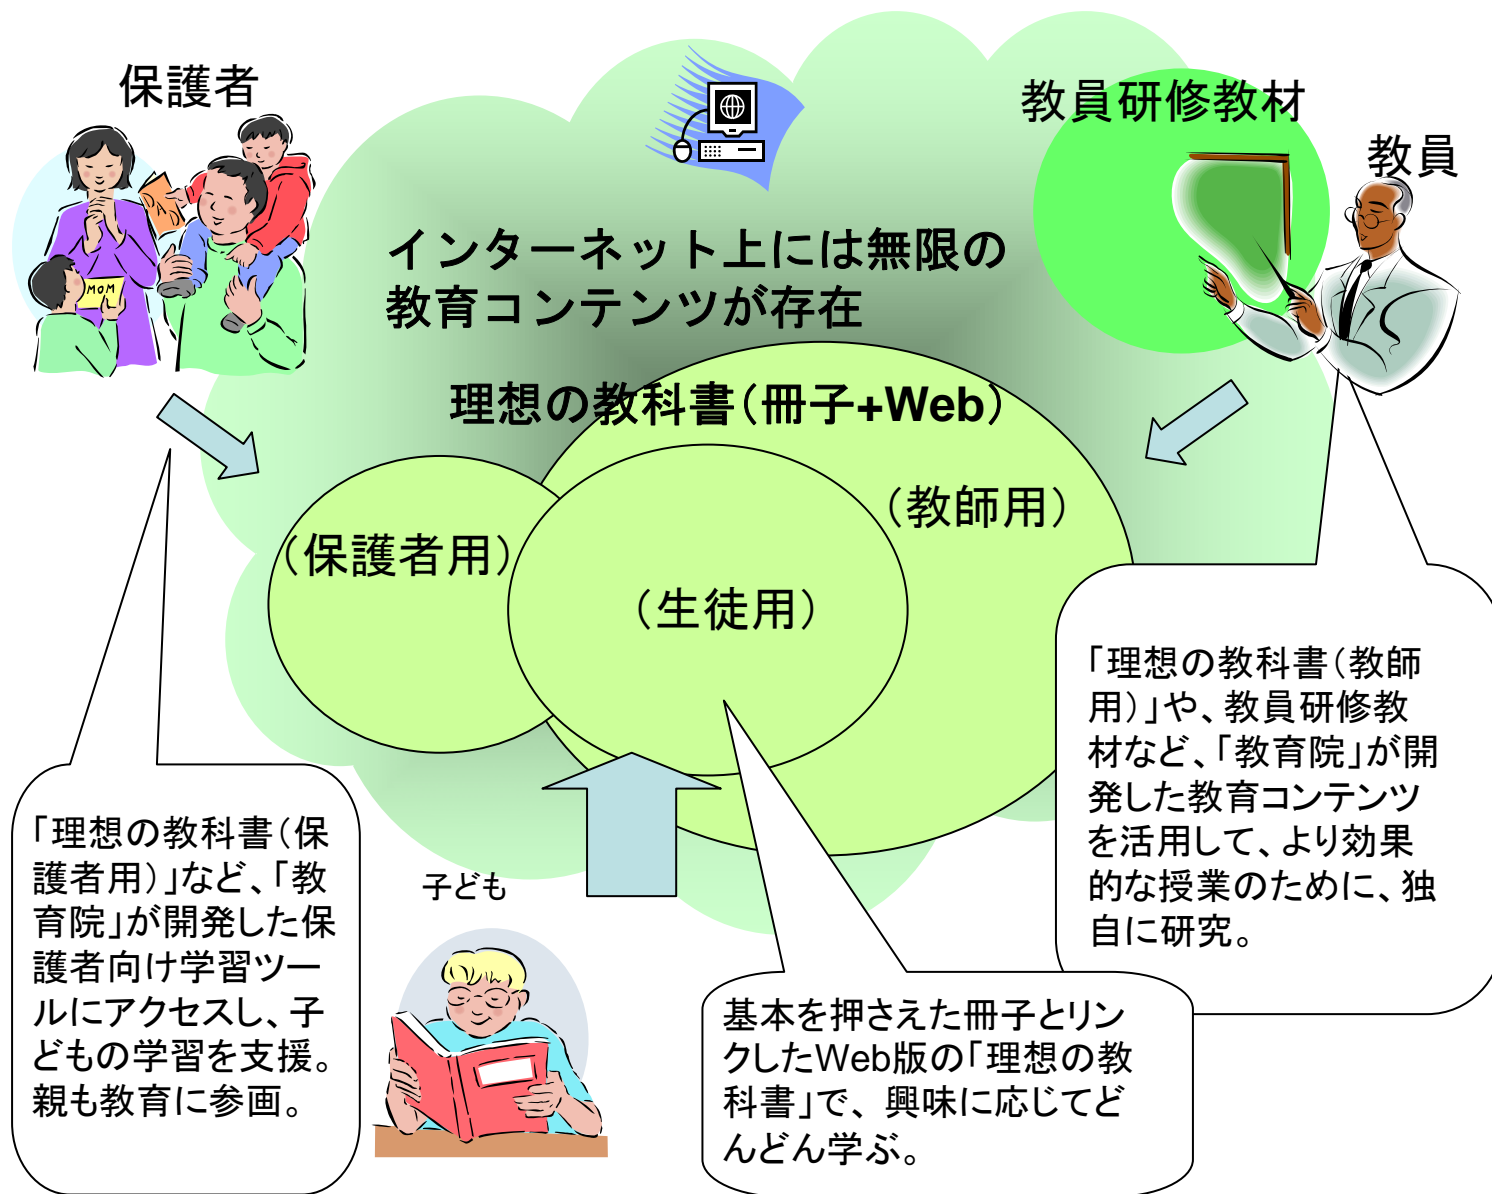 保護者
教員研修教材
教員
DAD
MOM
インターネット上には無限の
教育コンテンツが存在
理想の教科書（冊子+Web）
（保護者用）
（教師用）
（生徒用）
「理想の教科書（教師
用）」や、教員研修教
材など、「教育院」が開
発した教育コンテンツ
を活用して、より効果
的な授業のために、独
自に研究。
「理想の教科書（保
護者用）」など、「教
育院」が開発した保
護者向け学習ツー
ルにアクセスし、子
どもの学習を支援。
親も教育に参画。
子ども
基本を押さえた冊子とリン
クしたWeb版の「理想の教
科書」で、興味に応じてど
んどん学ぶ。